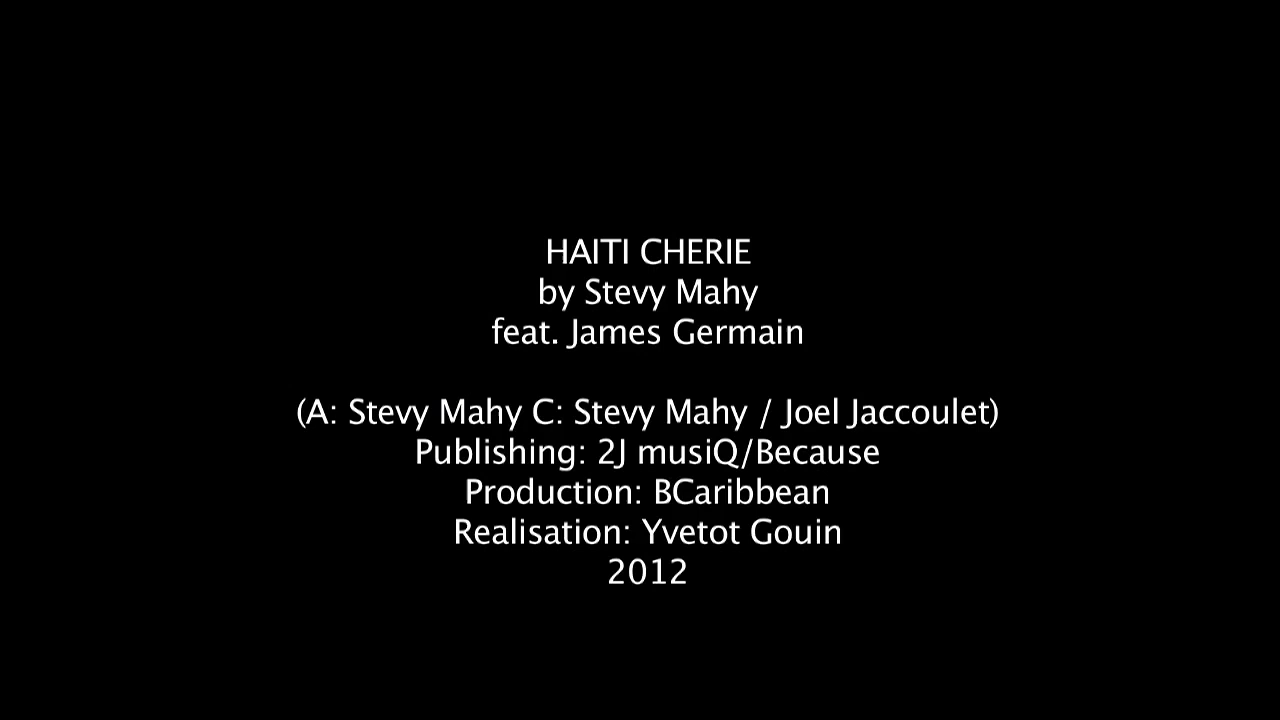 HAITI CHERIE
by Stevy Mahy
feat. James Germain
(A: Stevy Mahy C: Stevy Mahy / Joel Jaccoulet)
Publishing: 2J musiQ/Because
Production: BCaribbean
Realisation: Yvetot Gouin
2012